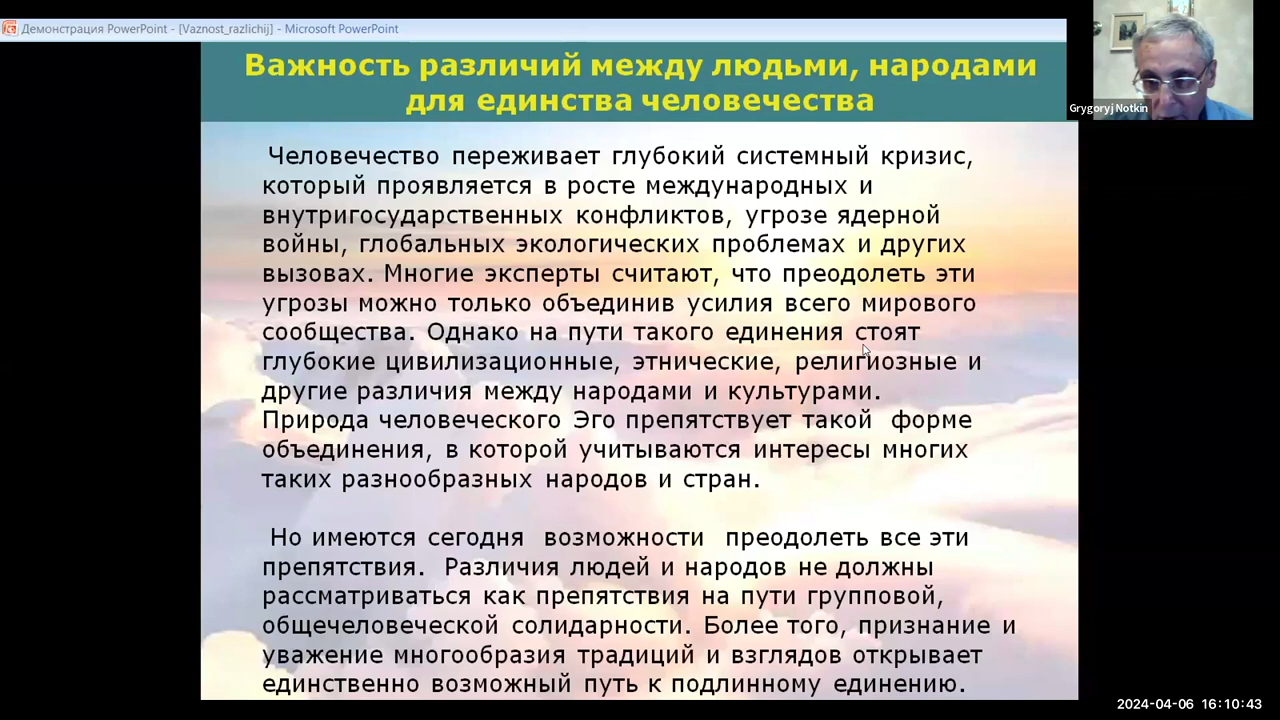 Демонстрация PowerPoint - [Vaznost_razlichij] - Microsoft PowerPoint
Важность различий между людьми, народами
для единства человечества
Grygoryj Notkin
Человечество переживает глубокий системный кризис,
который проявляется в росте международных и
внутригосударственных конфликтов, угрозе ядерной
войны, глобальных экологических проблемах и других
вызовах. Многие эксперты считают, что преодолеть эти
угрозы можно только объединив усилия всего мирового
сообщества. Однако на пути такого единения стоят
глубокие цивилизационные, этнические, религиозные и
другие различия между народами и культурами.
Природа человеческого Эго препятствует такой форме
объединения, в которой учитываются интересы многих
таких разнообразных народов и стран.
Но имеются сегодня возможности преодолеть все эти
препятствия. Различия людей и народов не должны
рассматриваться как препятствия на пути групповой,
общечеловеческой солидарности. Более того, признание и
уважение многообразия традиций и взглядов открывает
единственно возможный путь к подлинному единению.
2024-04-06 16:10:43